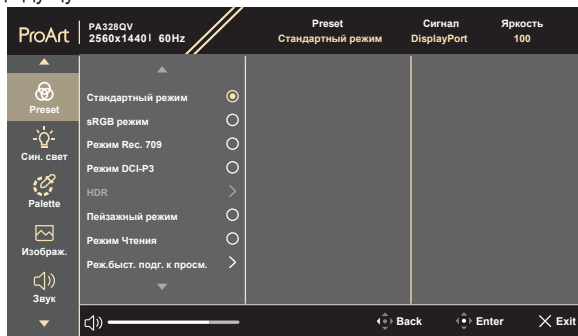 ProArt
PA328QV
2560x1440 60Hz
Preset
Стандартный режим
Сигнал
DisplayPort
Яркость
100
Preset
Син. свет
Palette
Изображ.
Звук
Стандартный режим
sRGB режим
Режим Rec. 709
Режим DCI-P3
HDR
Пейзажный режим
Режим Чтения
Реж.быст. подг. к просм.
Back
Enter
Exit